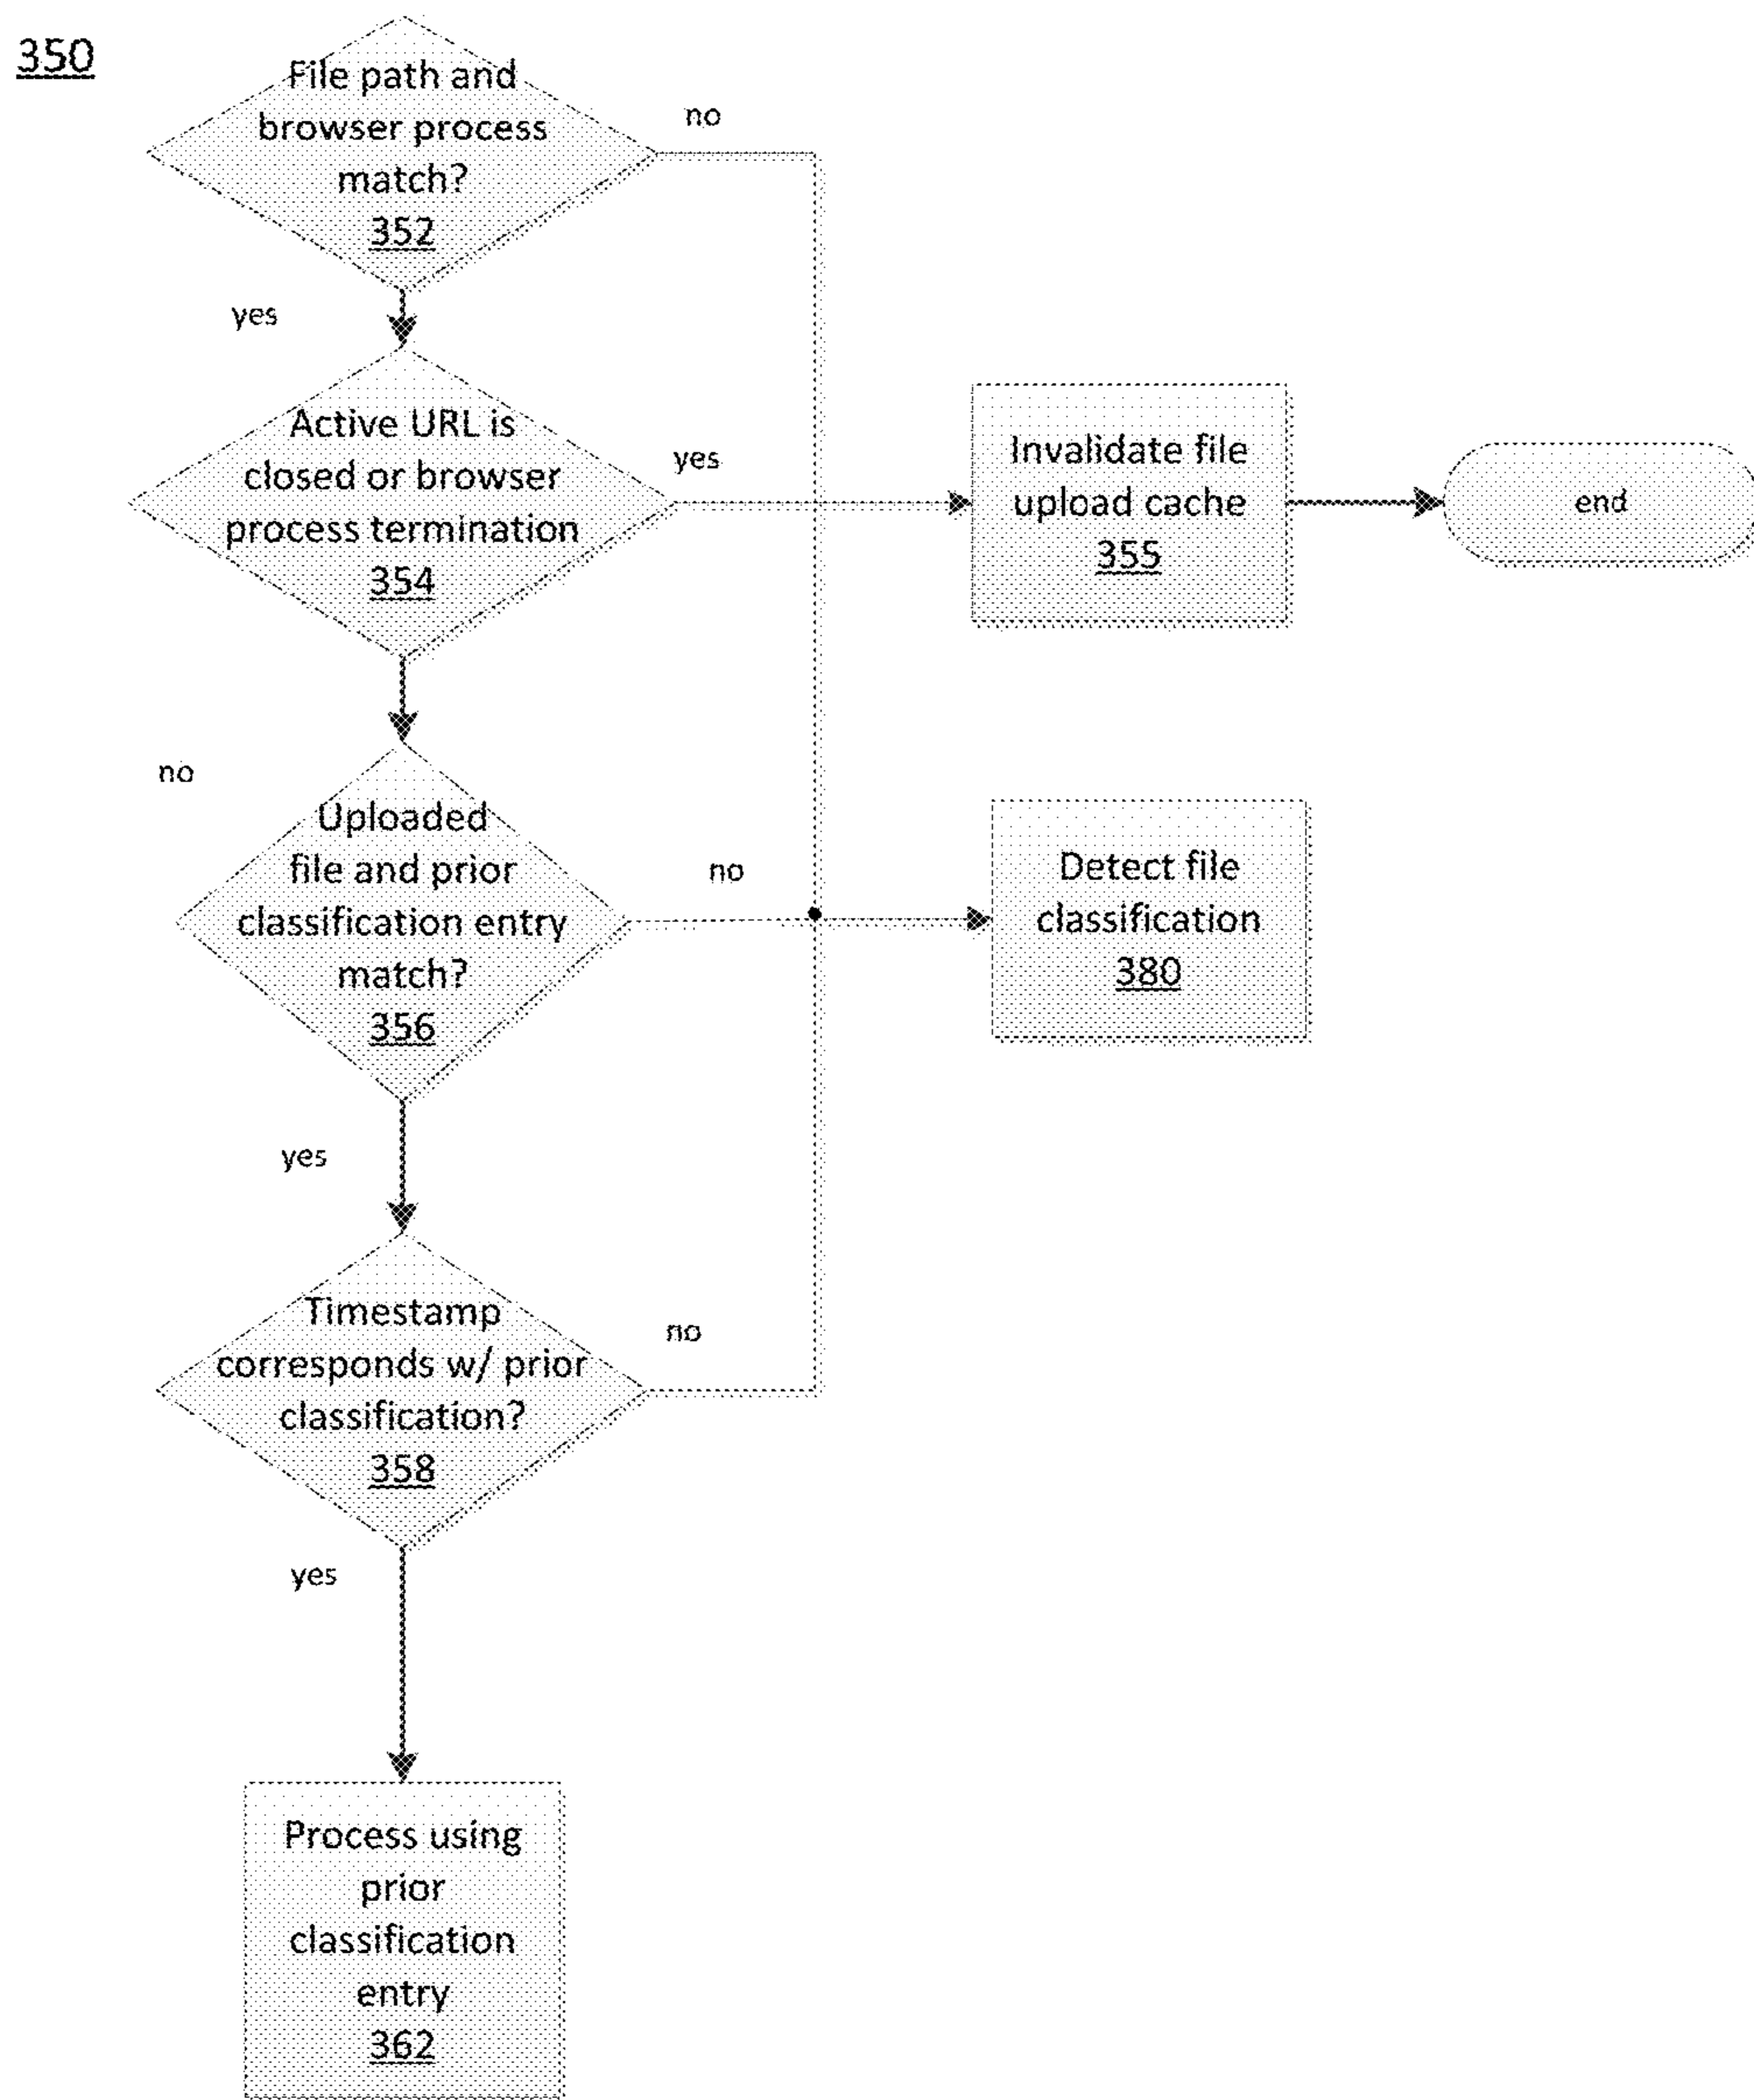 350
File path and
browser process
match?
352
no
yes
Active URL is
closed or browser
process termination
354
yes
Invalidate file
upload cache
355
end
no
Uploaded
file and prior
classification entry
match?
356
no
Detect file
classification
380
yes
Timestamp
corresponds w/ prior
classification?
358
no
yes
Process using
prior
classification
entry
362